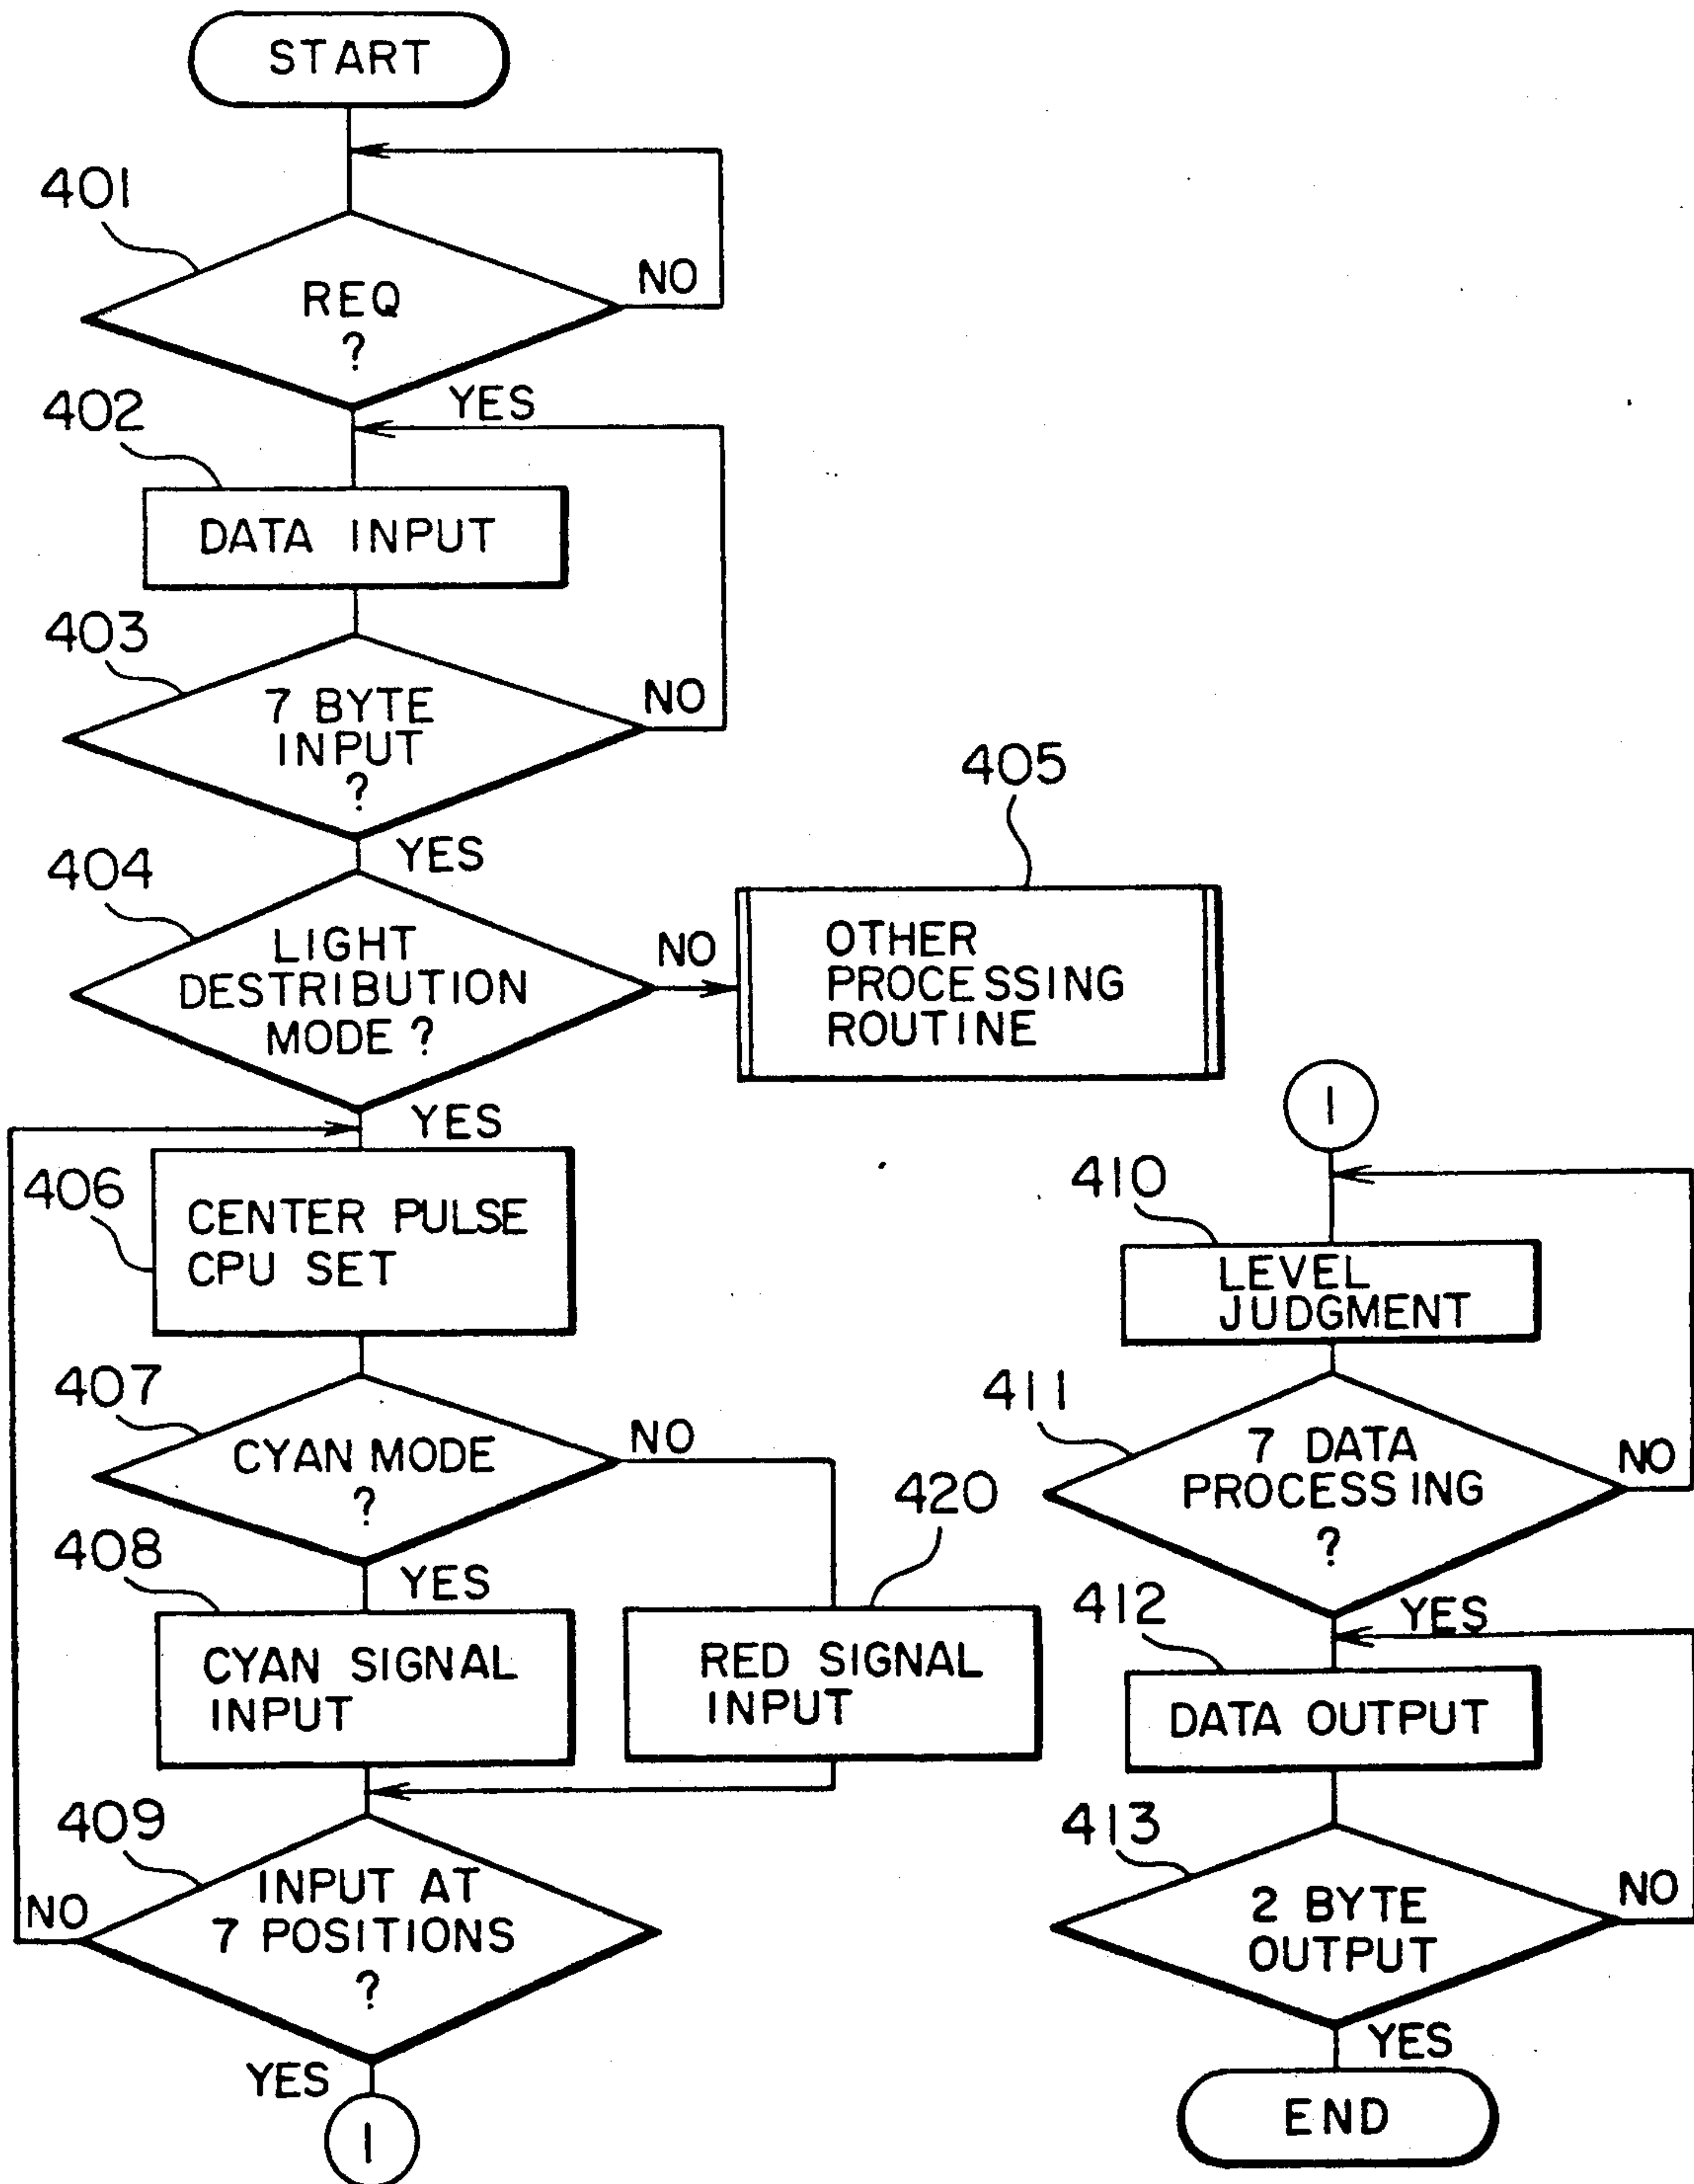 START
401
REQ
?
NO
YES
402
DATA INPUT
403
7 BYTE
INPUT
?
NO
YES
404
LIGHT
DESTRIBUTION
MODE ?
NO
405
OTHER
PROCESSING
ROUTINE
YES
406
CENTER PULSE
CPU SET
407
CYAN MODE
?
NO
YES
408
CYAN SIGNAL
INPUT
420
RED SIGNAL
INPUT
409
INPUT AT
7 POSITIONS
?
NO
YES
1
1
410
LEVEL
JUDGMENT
411
7 DATA
PROCESSING
?
NO
YES
412
DATA OUTPUT
413
2 BYTE
OUTPUT
NO
YES
END